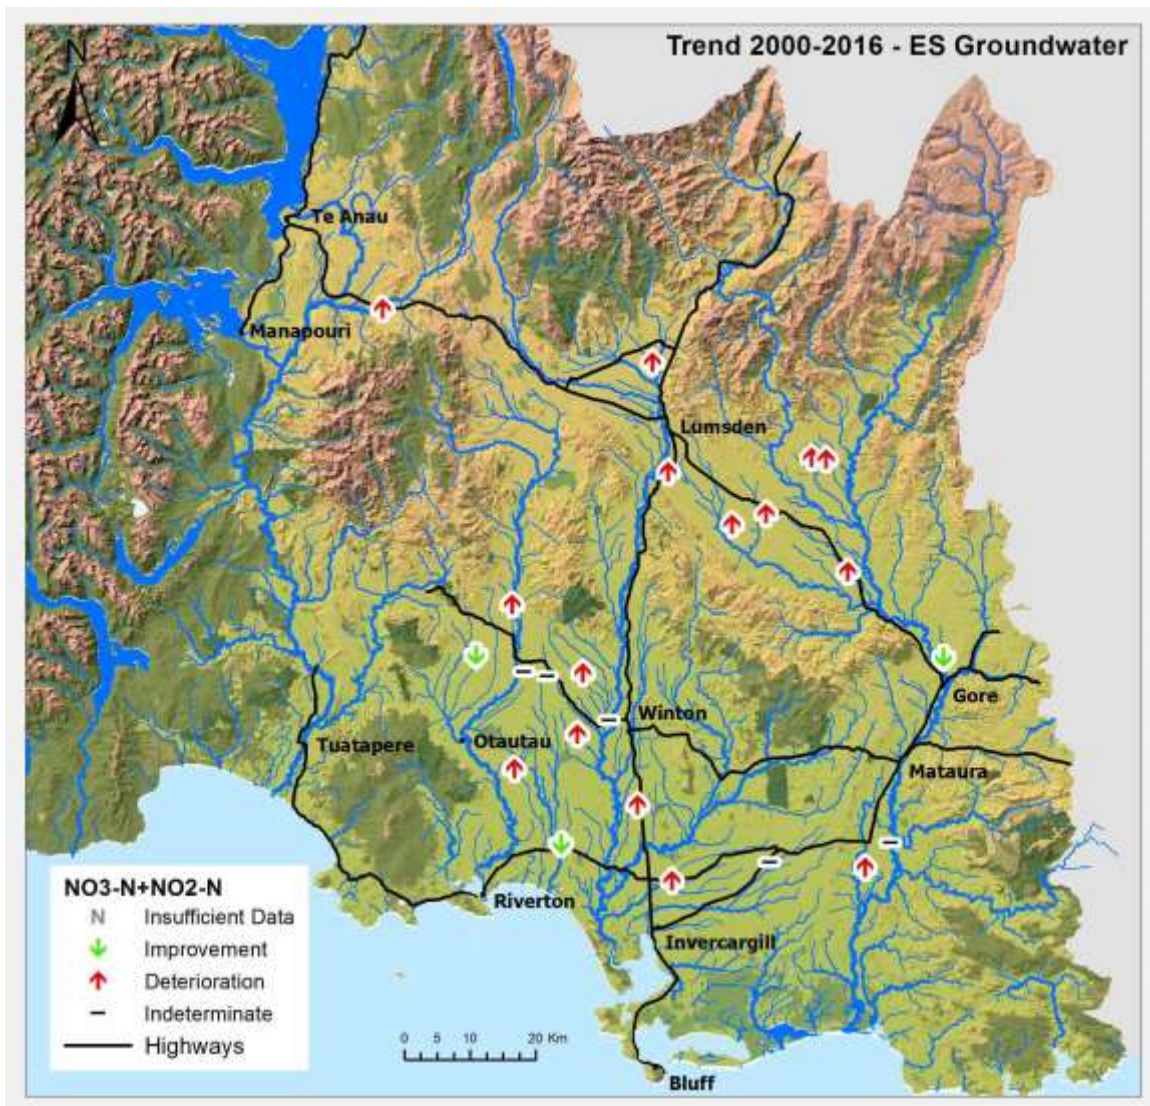 Trend 2000-2016 - ES Groundwater
N
Te Anau
Manapouri
Lumsden
Gore
Winton
Otautau
Tuatapere
Mataura
Riverton
Invercargill
Bluff
NO3-N+NO2-N
N Insufficient Data
Improvement
Deterioration
Indeterminate
Highways
0 5 10 20 Km